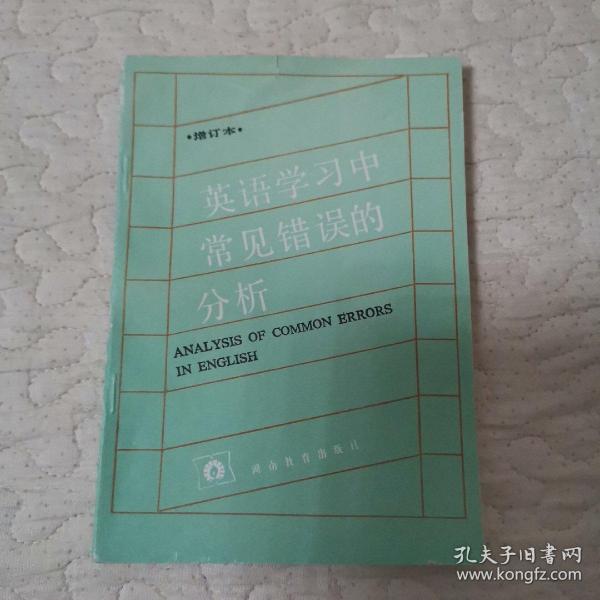 •增订本•
英语学习中
常见错误的
分析
ANALYSIS OF COMMON ERRORS
IN ENGLISH
湖南教育出版社
孔夫子旧书网
www.kongfz.com